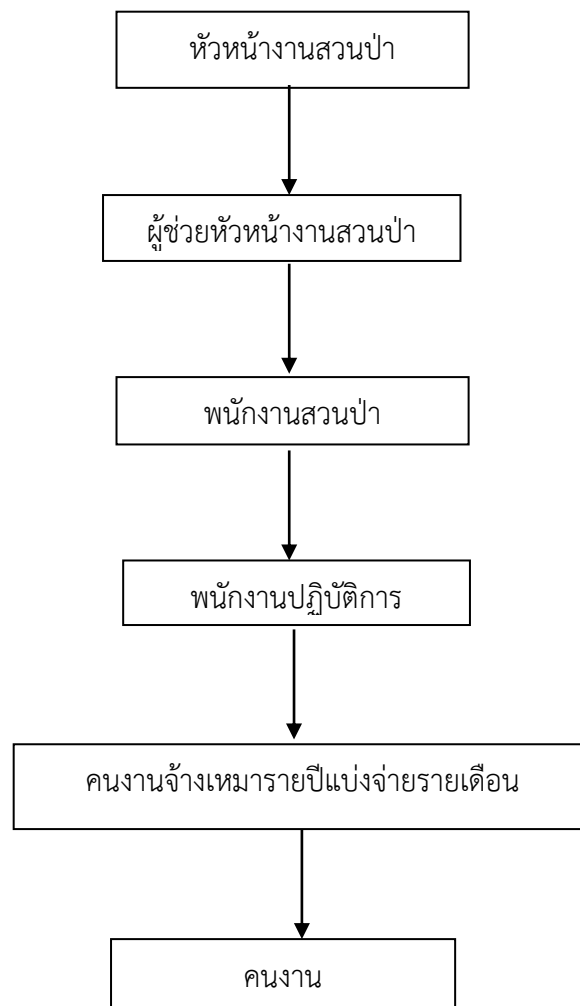 หัวหน้างานสวนป่า
ผู้ช่วยหัวหน้างานสวนป่า
พนักงานสวนป่า
พนักงานปฏิบัติการ
คนงานจ้างเหมารายปีแบ่งจ่ายรายเดือน
คนงาน